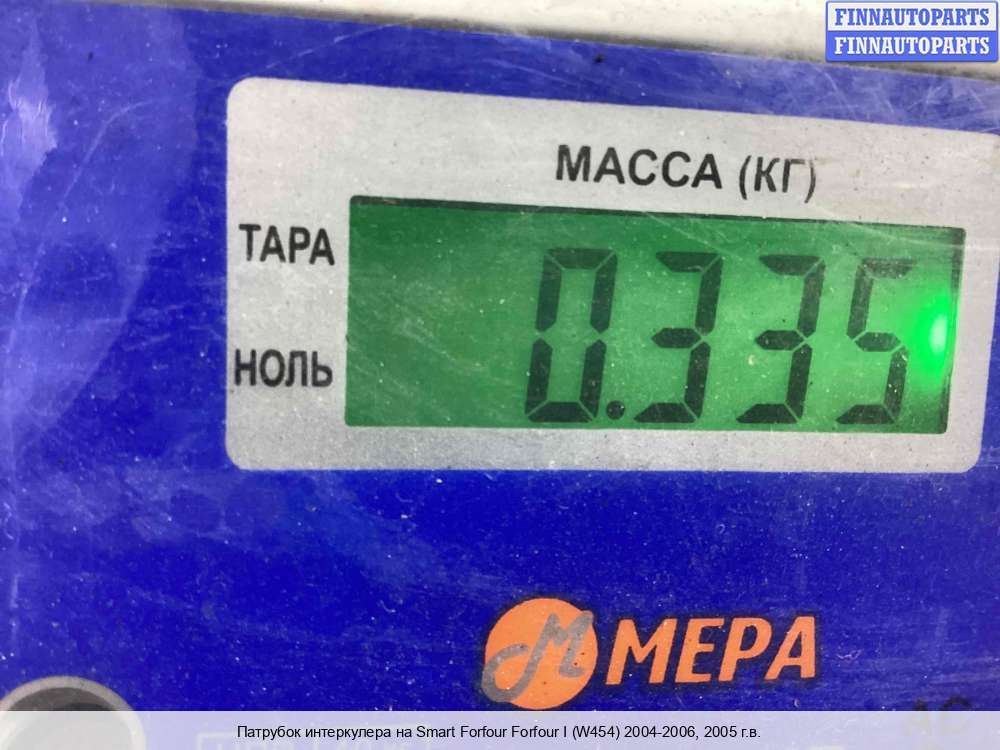 FINNAUTOPARTS
FINNAUTOPARTS
МАССА (КГ)
ТАРА
0.335
НОЛЬ
М МЕРА
AC
Патрубок интеркулера на Smart Forfour Forfour I (W454) 2004-2006, 2005 г.в.